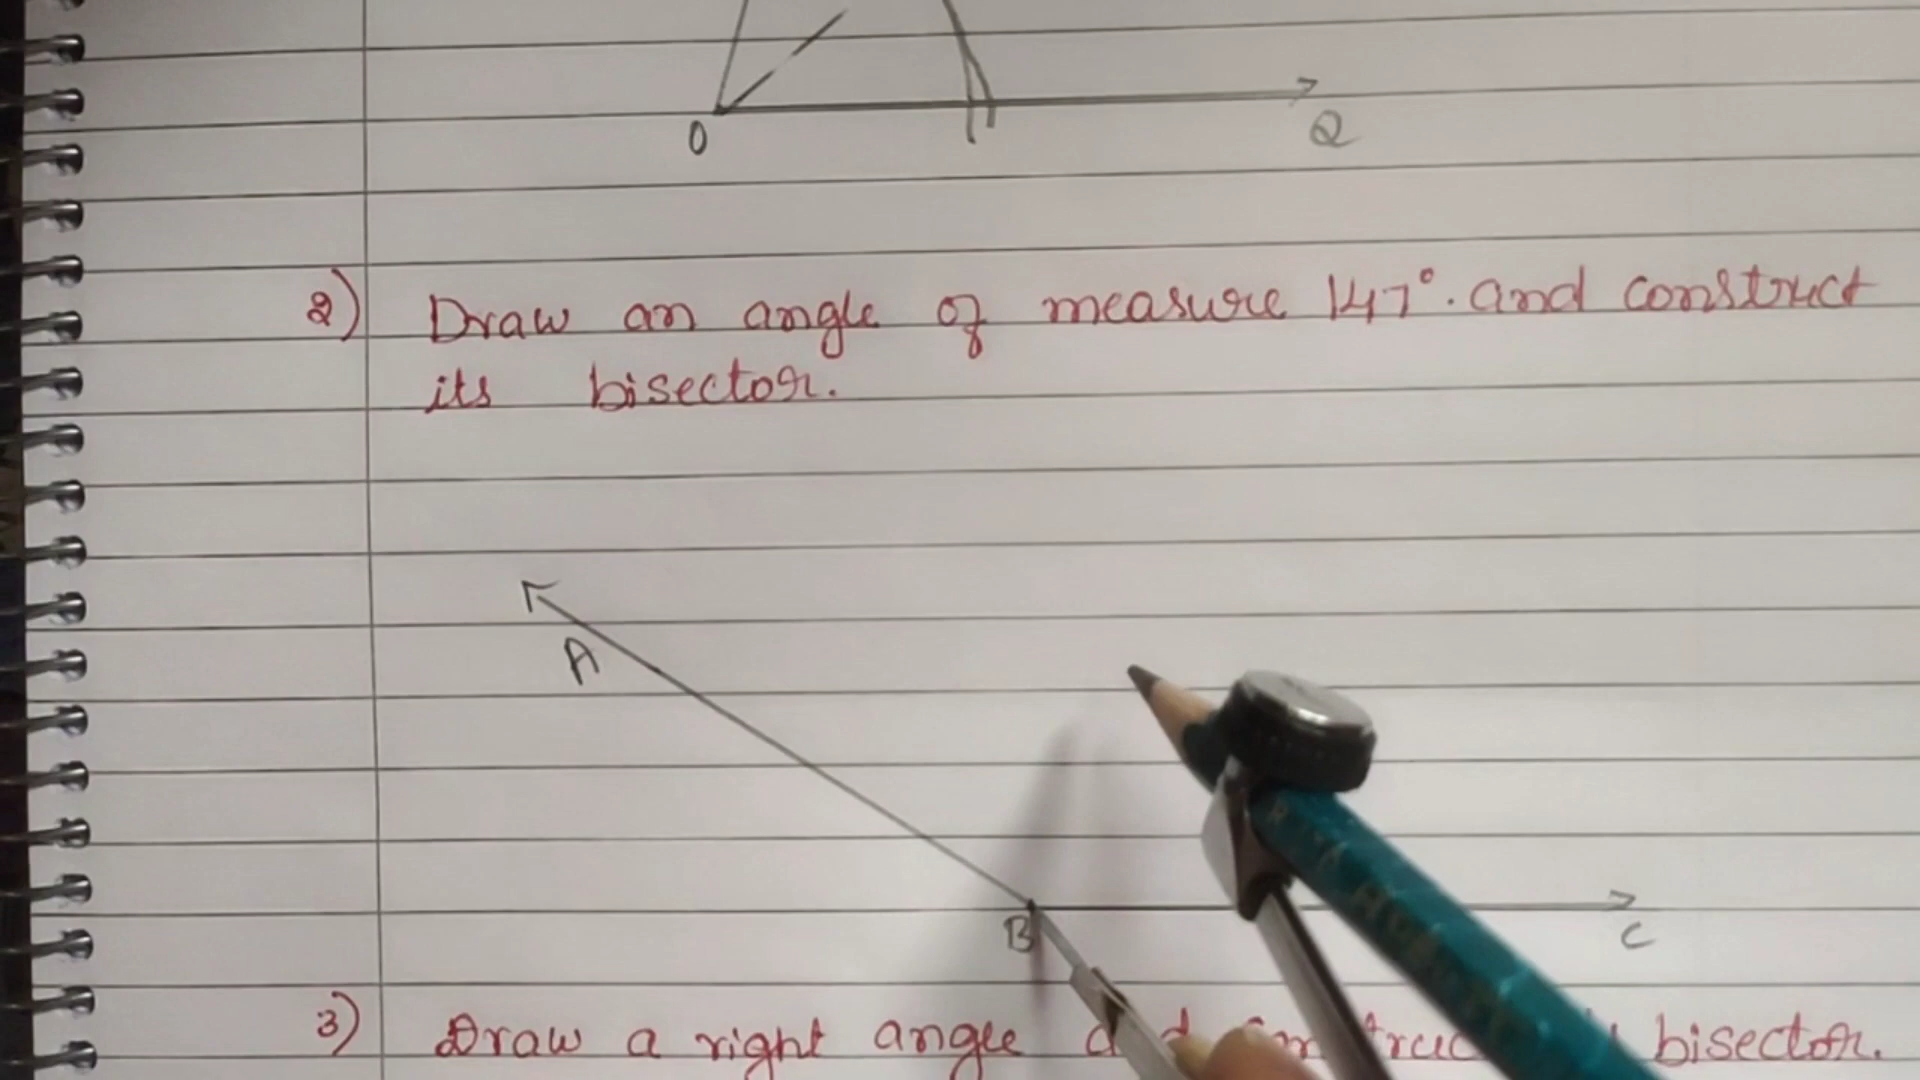 O
Q
2) Draw an angle of measure 147°. and construct
its bisector.
A
B
C
3) Draw a right angle bisector.